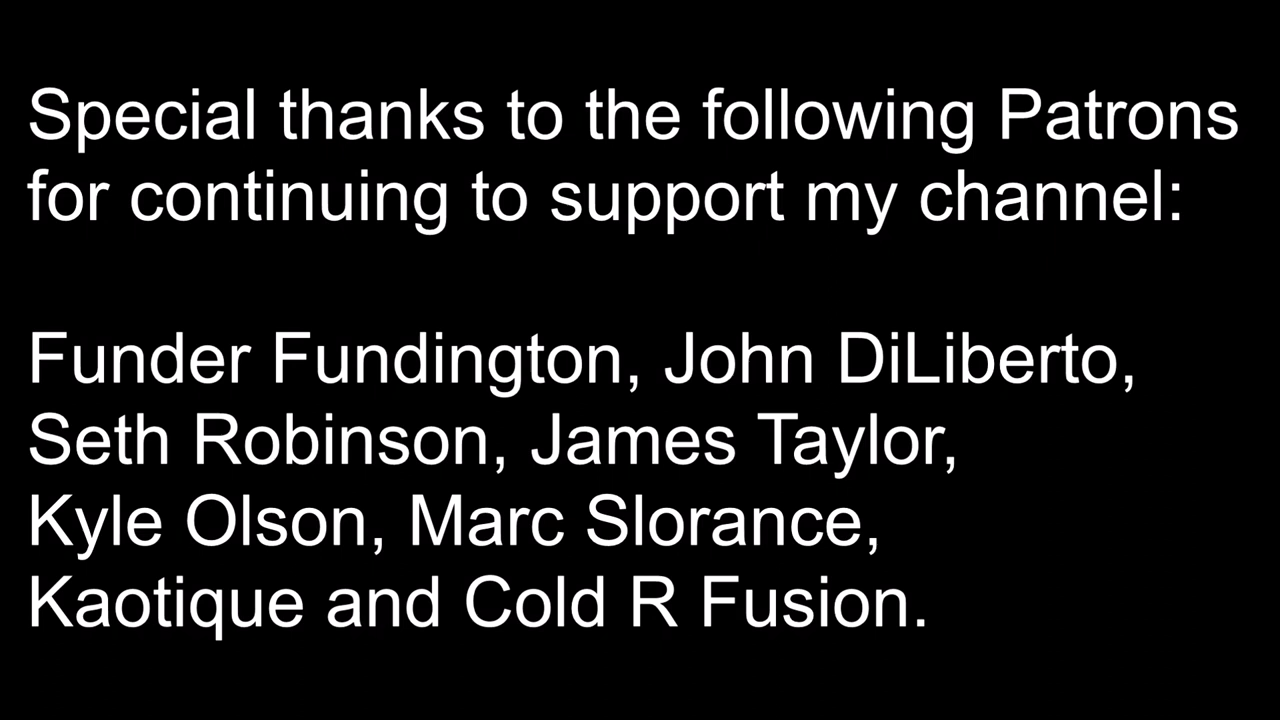 Special thanks to the following Patrons
for continuing to support my channel:
Funder Fundington, John DiLiberto,
Seth Robinson, James Taylor,
Kyle Olson, Marc Slorance,
Kaotique and Cold R Fusion.